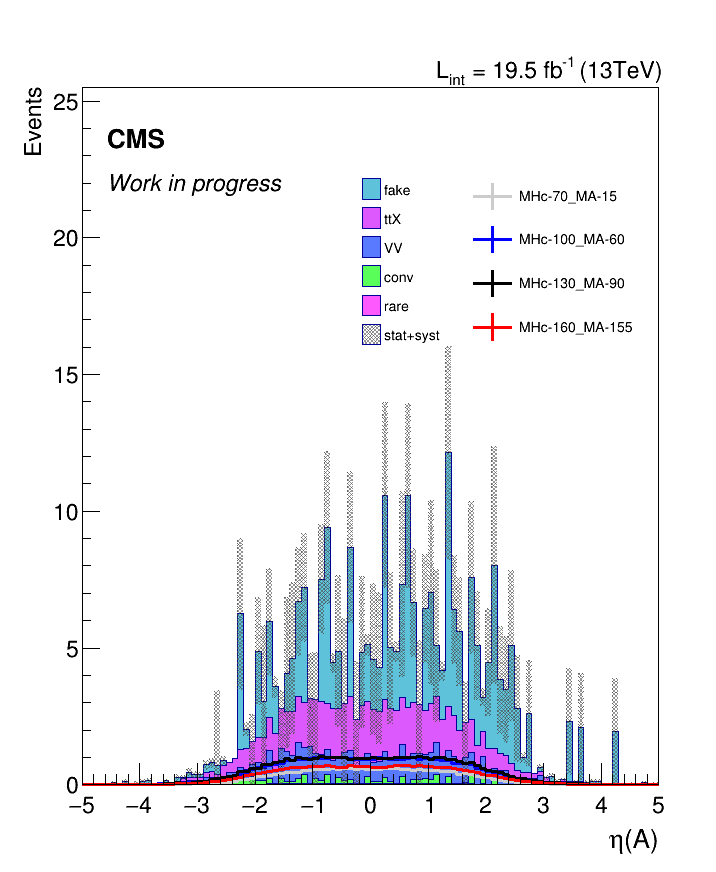 L_int = 19.5 fb^-1 (13TeV)
Events
25
CMS
Work in progress
fake
ttX
VV
conv
rare
stat+syst
MHc-70_MA-15
MHc-100_MA-60
MHc-130_MA-90
MHc-160_MA-155
20
15
10
5
0
−5 −4 −3 −2 −1 0 1 2 3 4 5
η(A)